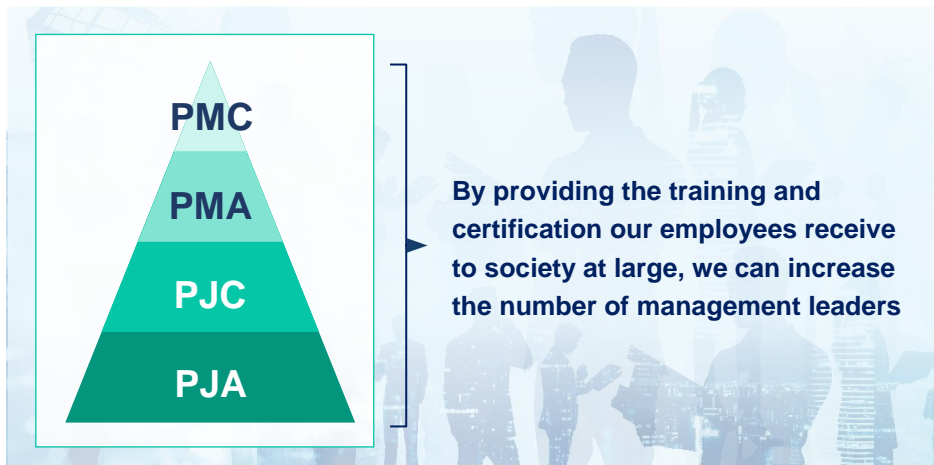 PMC
PMA
PJC
PJA
By providing the training and
certification our employees receive
to society at large, we can increase
the number of management leaders